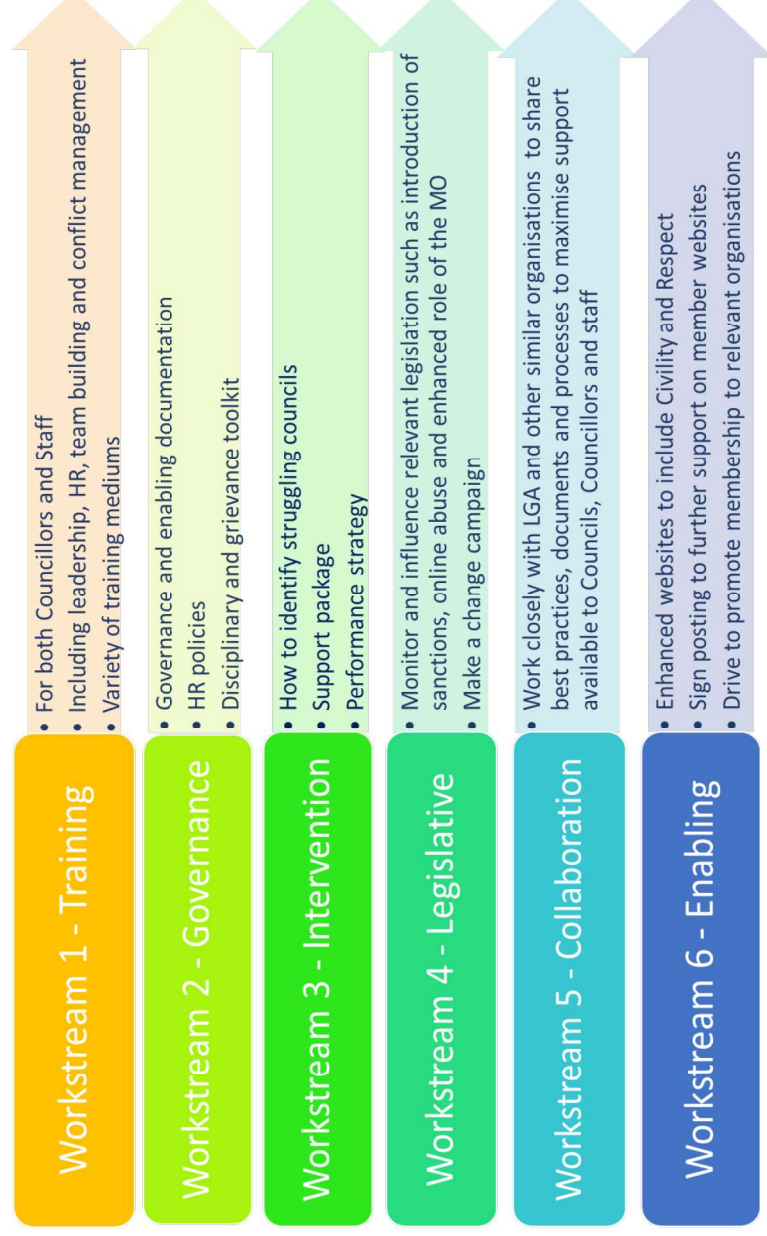 Workstream 1 - Training
• For both Councillors and Staff
• Including leadership, HR, team building and conflict management
• Variety of training mediums
Workstream 2 - Governance
• Governance and enabling documentation
• HR policies
• Disciplinary and grievance toolkit
Workstream 3 - Intervention
• How to identify struggling councils
• Support package
• Performance strategy
Workstream 4 - Legislative
• Monitor and influence relevant legislation such as introduction of
sanctions, online abuse and enhanced role of the MO
• Make a change campaign
Workstream 5 - Collaboration
• Work closely with LGA and other similar organisations to share
best practices, documents and processes to maximise support
available to Councils, Councillors and staff
Workstream 6 - Enabling
• Enhanced websites to include Civility and Respect
• Sign posting to further support on member websites
• Drive to promote membership to relevant organisations